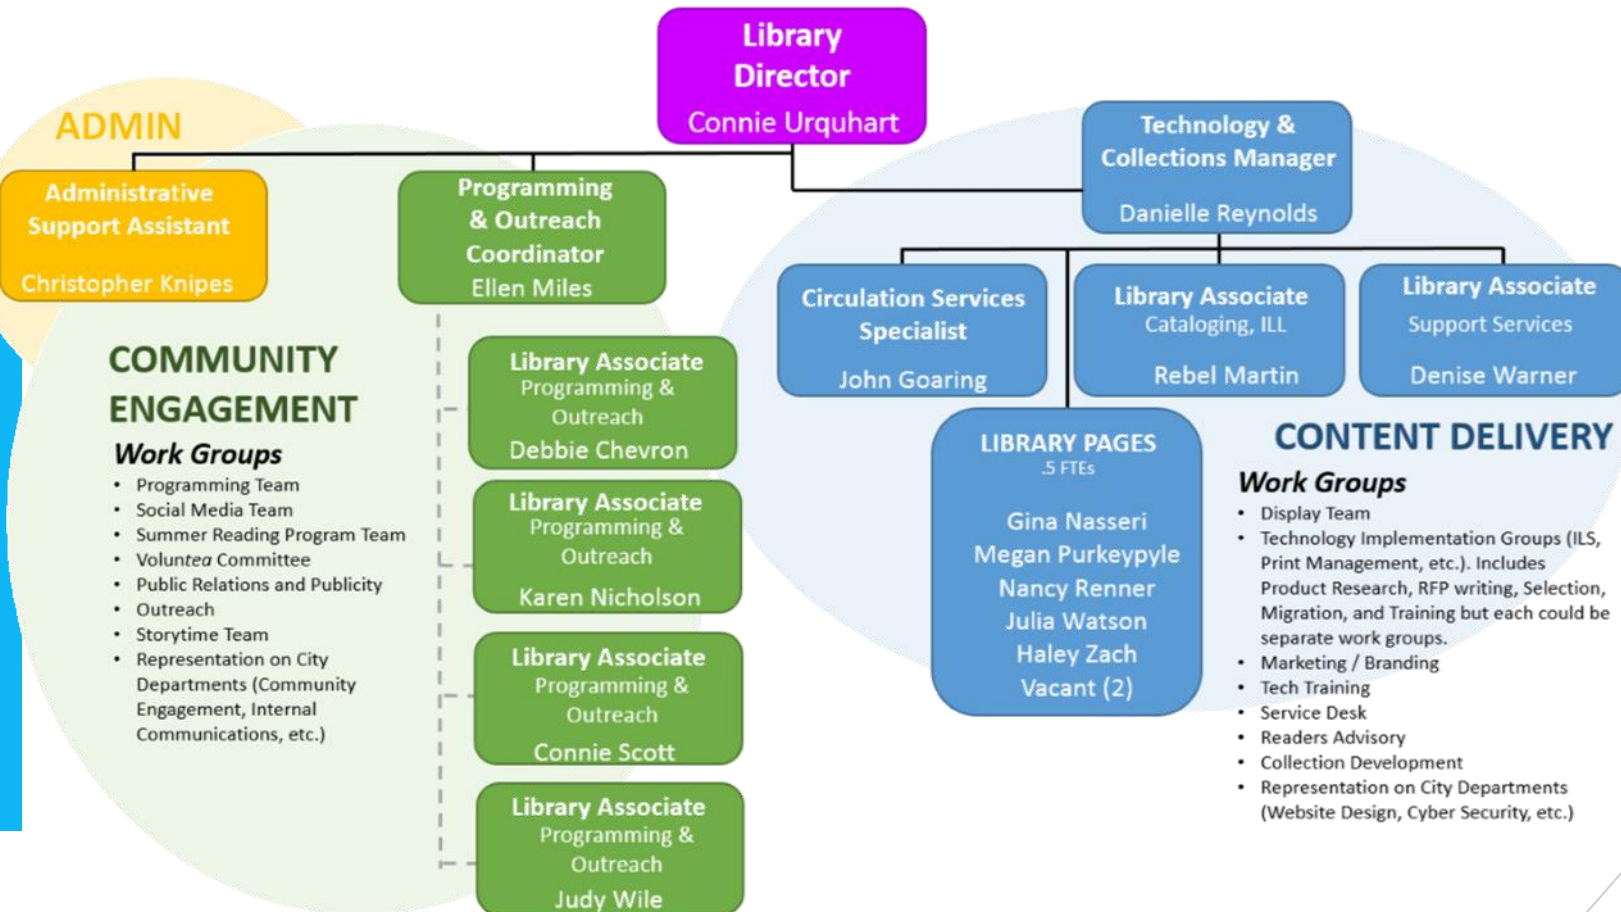 Library
Director
Connie Urquhart
ADMIN
Administrative
Support Assistant
Christopher Knipes
Programming
& Outreach
Coordinator
Ellen Miles
Technology &
Collections Manager
Danielle Reynolds
COMMUNITY
ENGAGEMENT
Work Groups
• Programming Team
• Social Media Team
• Summer Reading Program Team
• Voluntea Committee
• Public Relations and Publicity
• Outreach
• Storytime Team
• Representation on City
Departments (Community
Engagement, Internal
Communications, etc.)
Library Associate
Programming &
Outreach
Debbie Chevron
Library Associate
Programming &
Outreach
Karen Nicholson
Library Associate
Programming &
Outreach
Connie Scott
Library Associate
Programming &
Outreach
Judy Wile
Circulation Services
Specialist
John Goaring
Library Associate
Cataloging, ILL
Rebel Martin
Library Associate
Support Services
Denise Warner
LIBRARY PAGES
.5 FTEs
Gina Nasseri
Megan Purkeypyle
Nancy Renner
Julia Watson
Haley Zach
Vacant (2)
CONTENT DELIVERY
Work Groups
• Display Team
• Technology Implementation Groups (ILS,
Print Management, etc.). Includes
Product Research, RFP writing, Selection,
Migration, and Training but each could be
separate work groups.
• Marketing / Branding
• Tech Training
• Service Desk
• Readers Advisory
• Collection Development
• Representation on City Departments
(Website Design, Cyber Security, etc.)